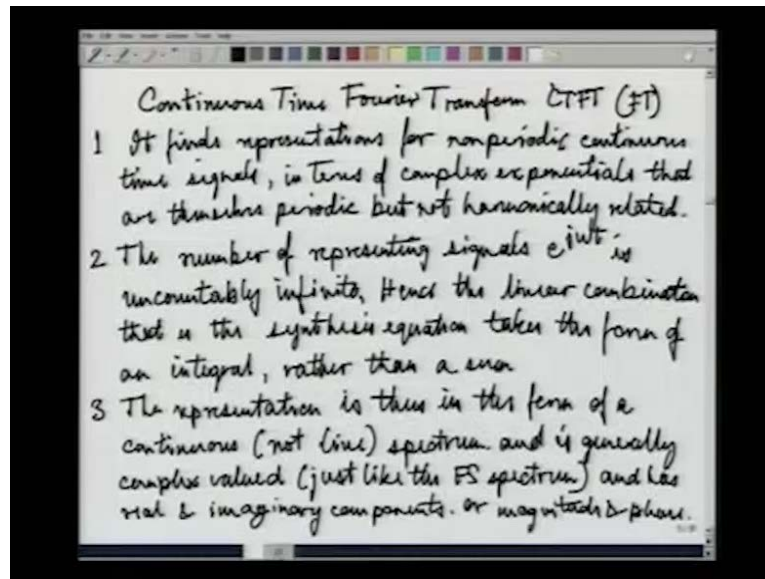 Continuous Time Fourier Transform CTFT (FT)
1 It finds representations for nonperiodic continuous
time signals, in terms of complex exponentials that
are themselves periodic but not harmonically related.
2 The number of representing signals e^jωt is
uncountably infinite, Hence the linear combination
that is the synthesis equation takes the form of
an integral, rather than a sum
3 The representation is thus in the form of a
continuous (not line) spectrum and is generally
complex valued (just like the FS spectrum) and has
real & imaginary components. or magnitude & phase.